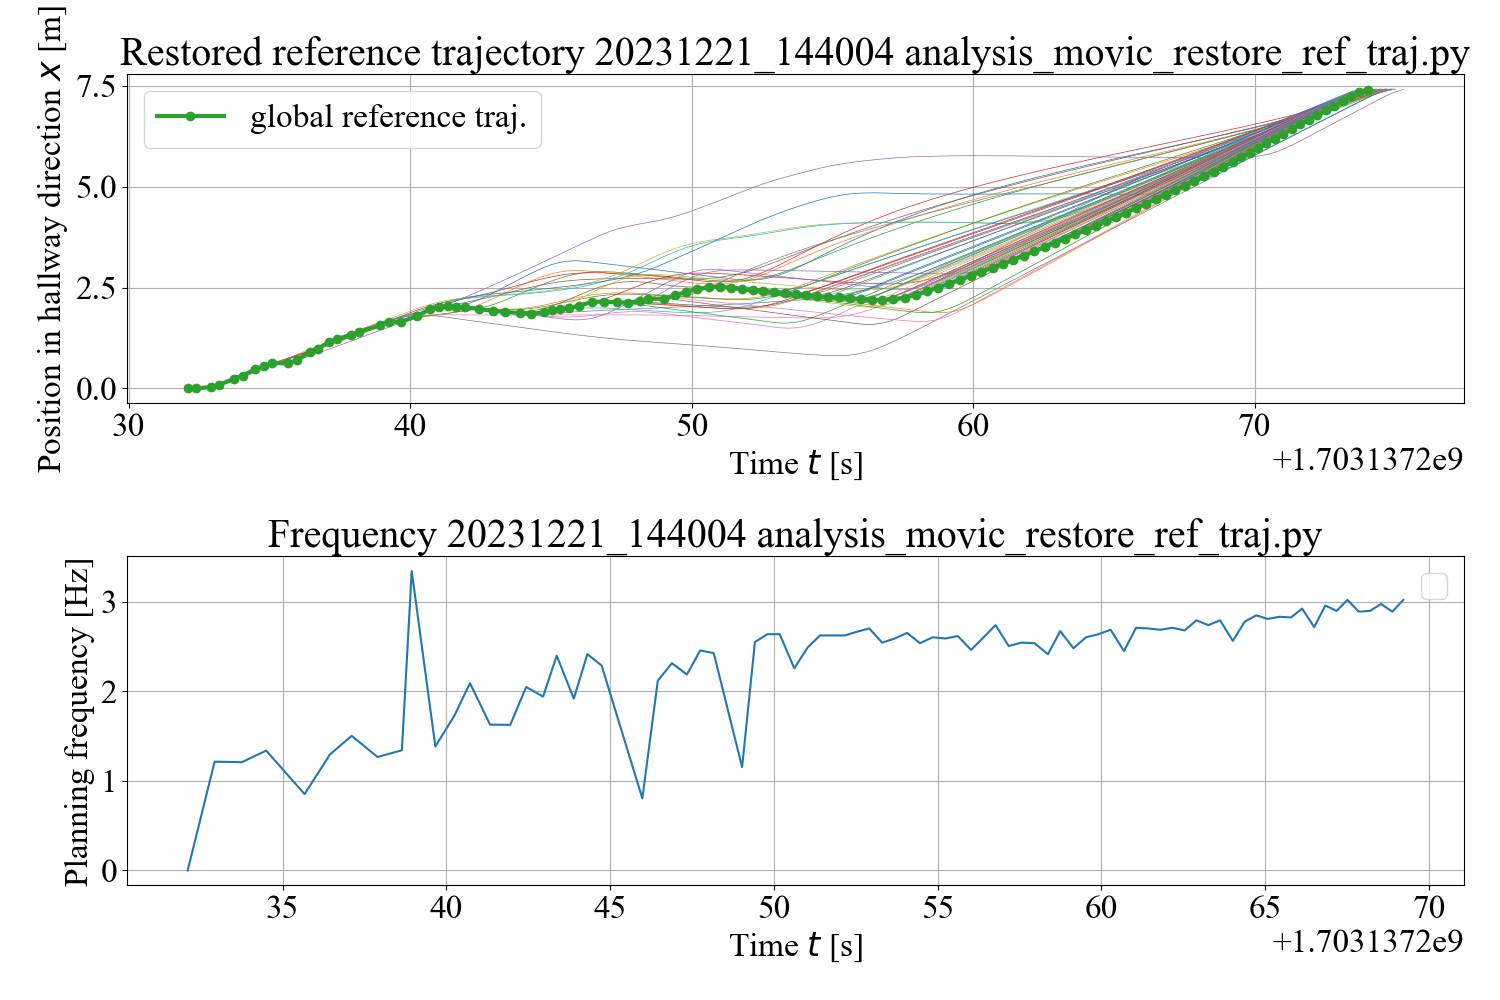 Restored reference trajectory 20231221_144004 analysis_movic_restore_ref_traj.py
Position in hallway direction x [m]
7.5
5.0
2.5
0.0
global reference traj.
30 40 50 60 70
Time t [s]
+1.7031372e9
Frequency 20231221_144004 analysis_movic_restore_ref_traj.py
Planning frequency [Hz]
3
2
1
0
35 40 45 50 55 60 65 70
Time t [s]
+1.7031372e9